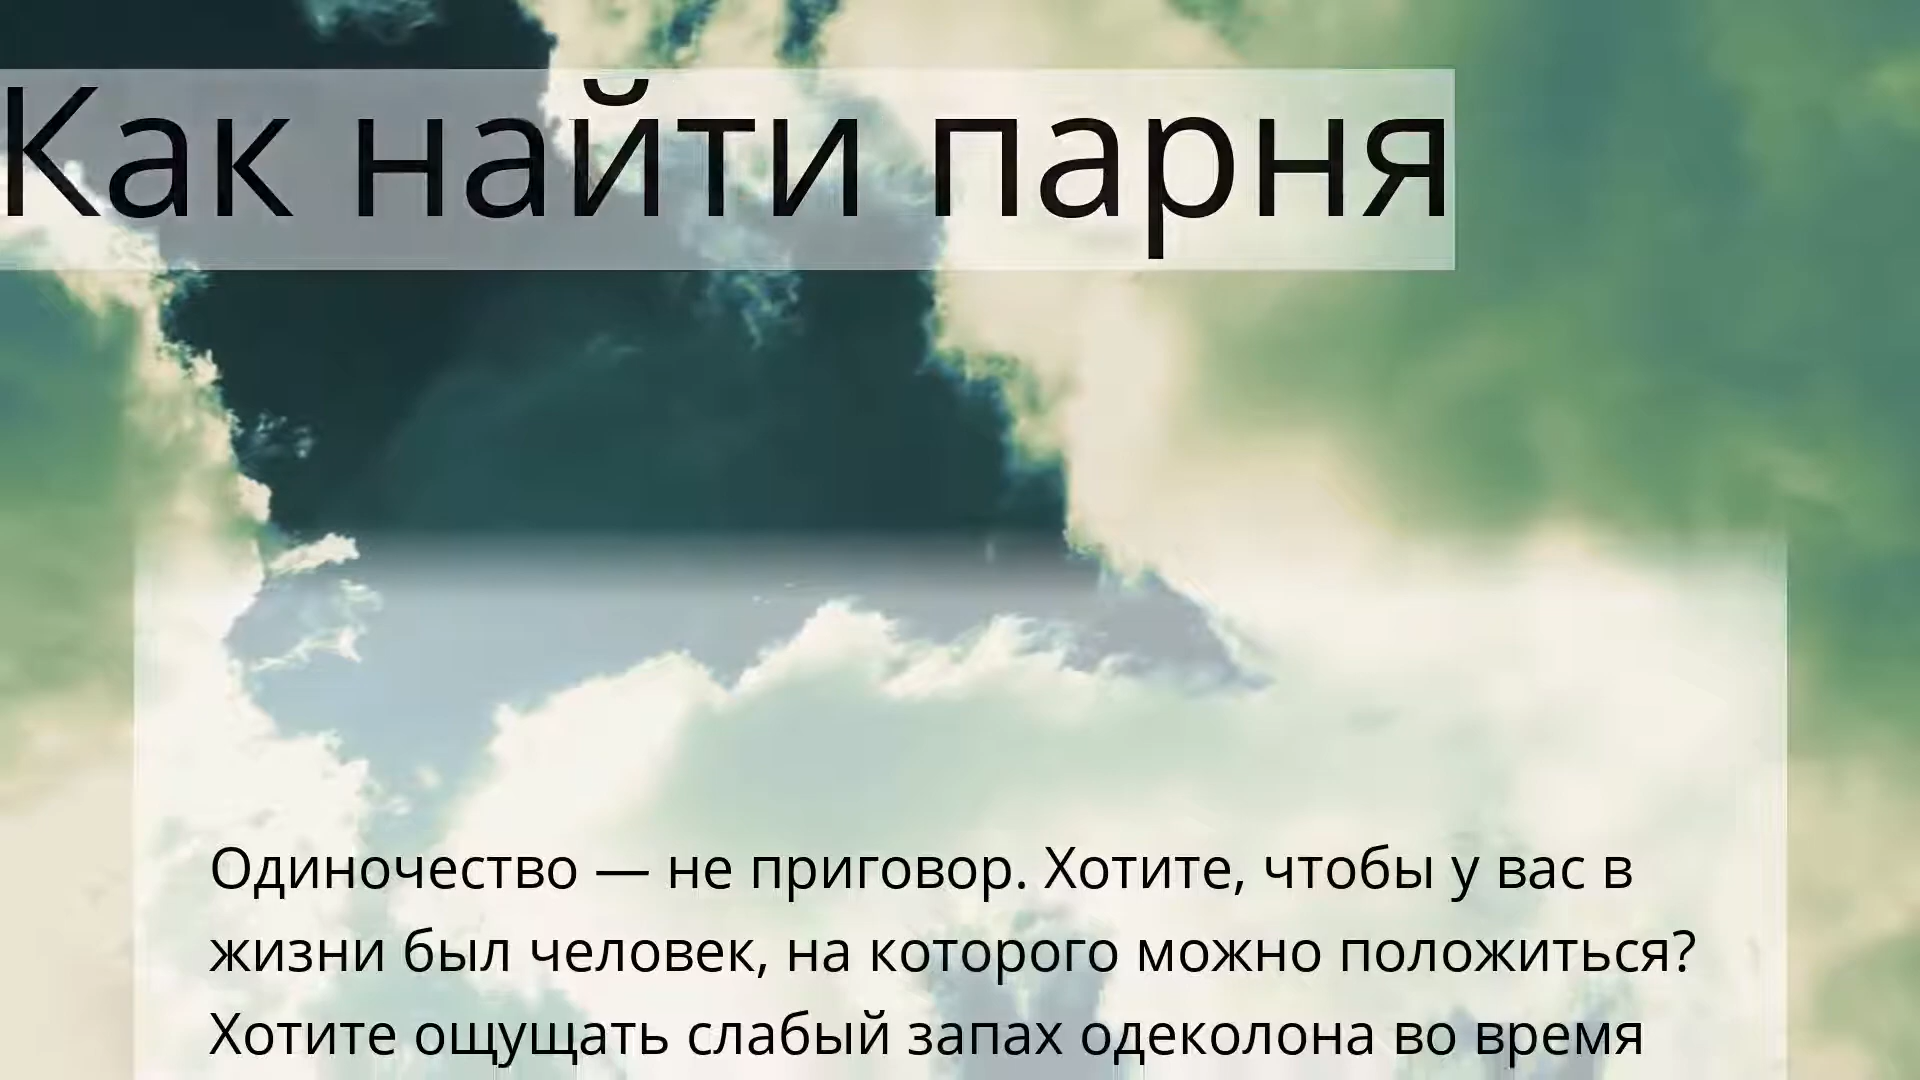 Как найти парня
Одиночество — не приговор. Хотите, чтобы у вас в
жизни был человек, на которого можно положиться?
Хотите ощущать слабый запах одеколона во время